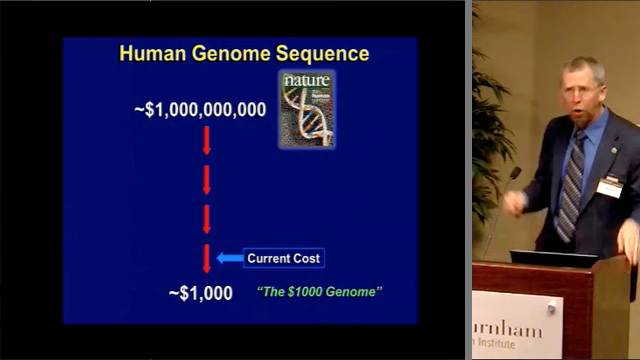 Human Genome Sequence
nature
~$1,000,000,000
Current Cost
~$1,000
"The $1000 Genome"
urnham
Institute